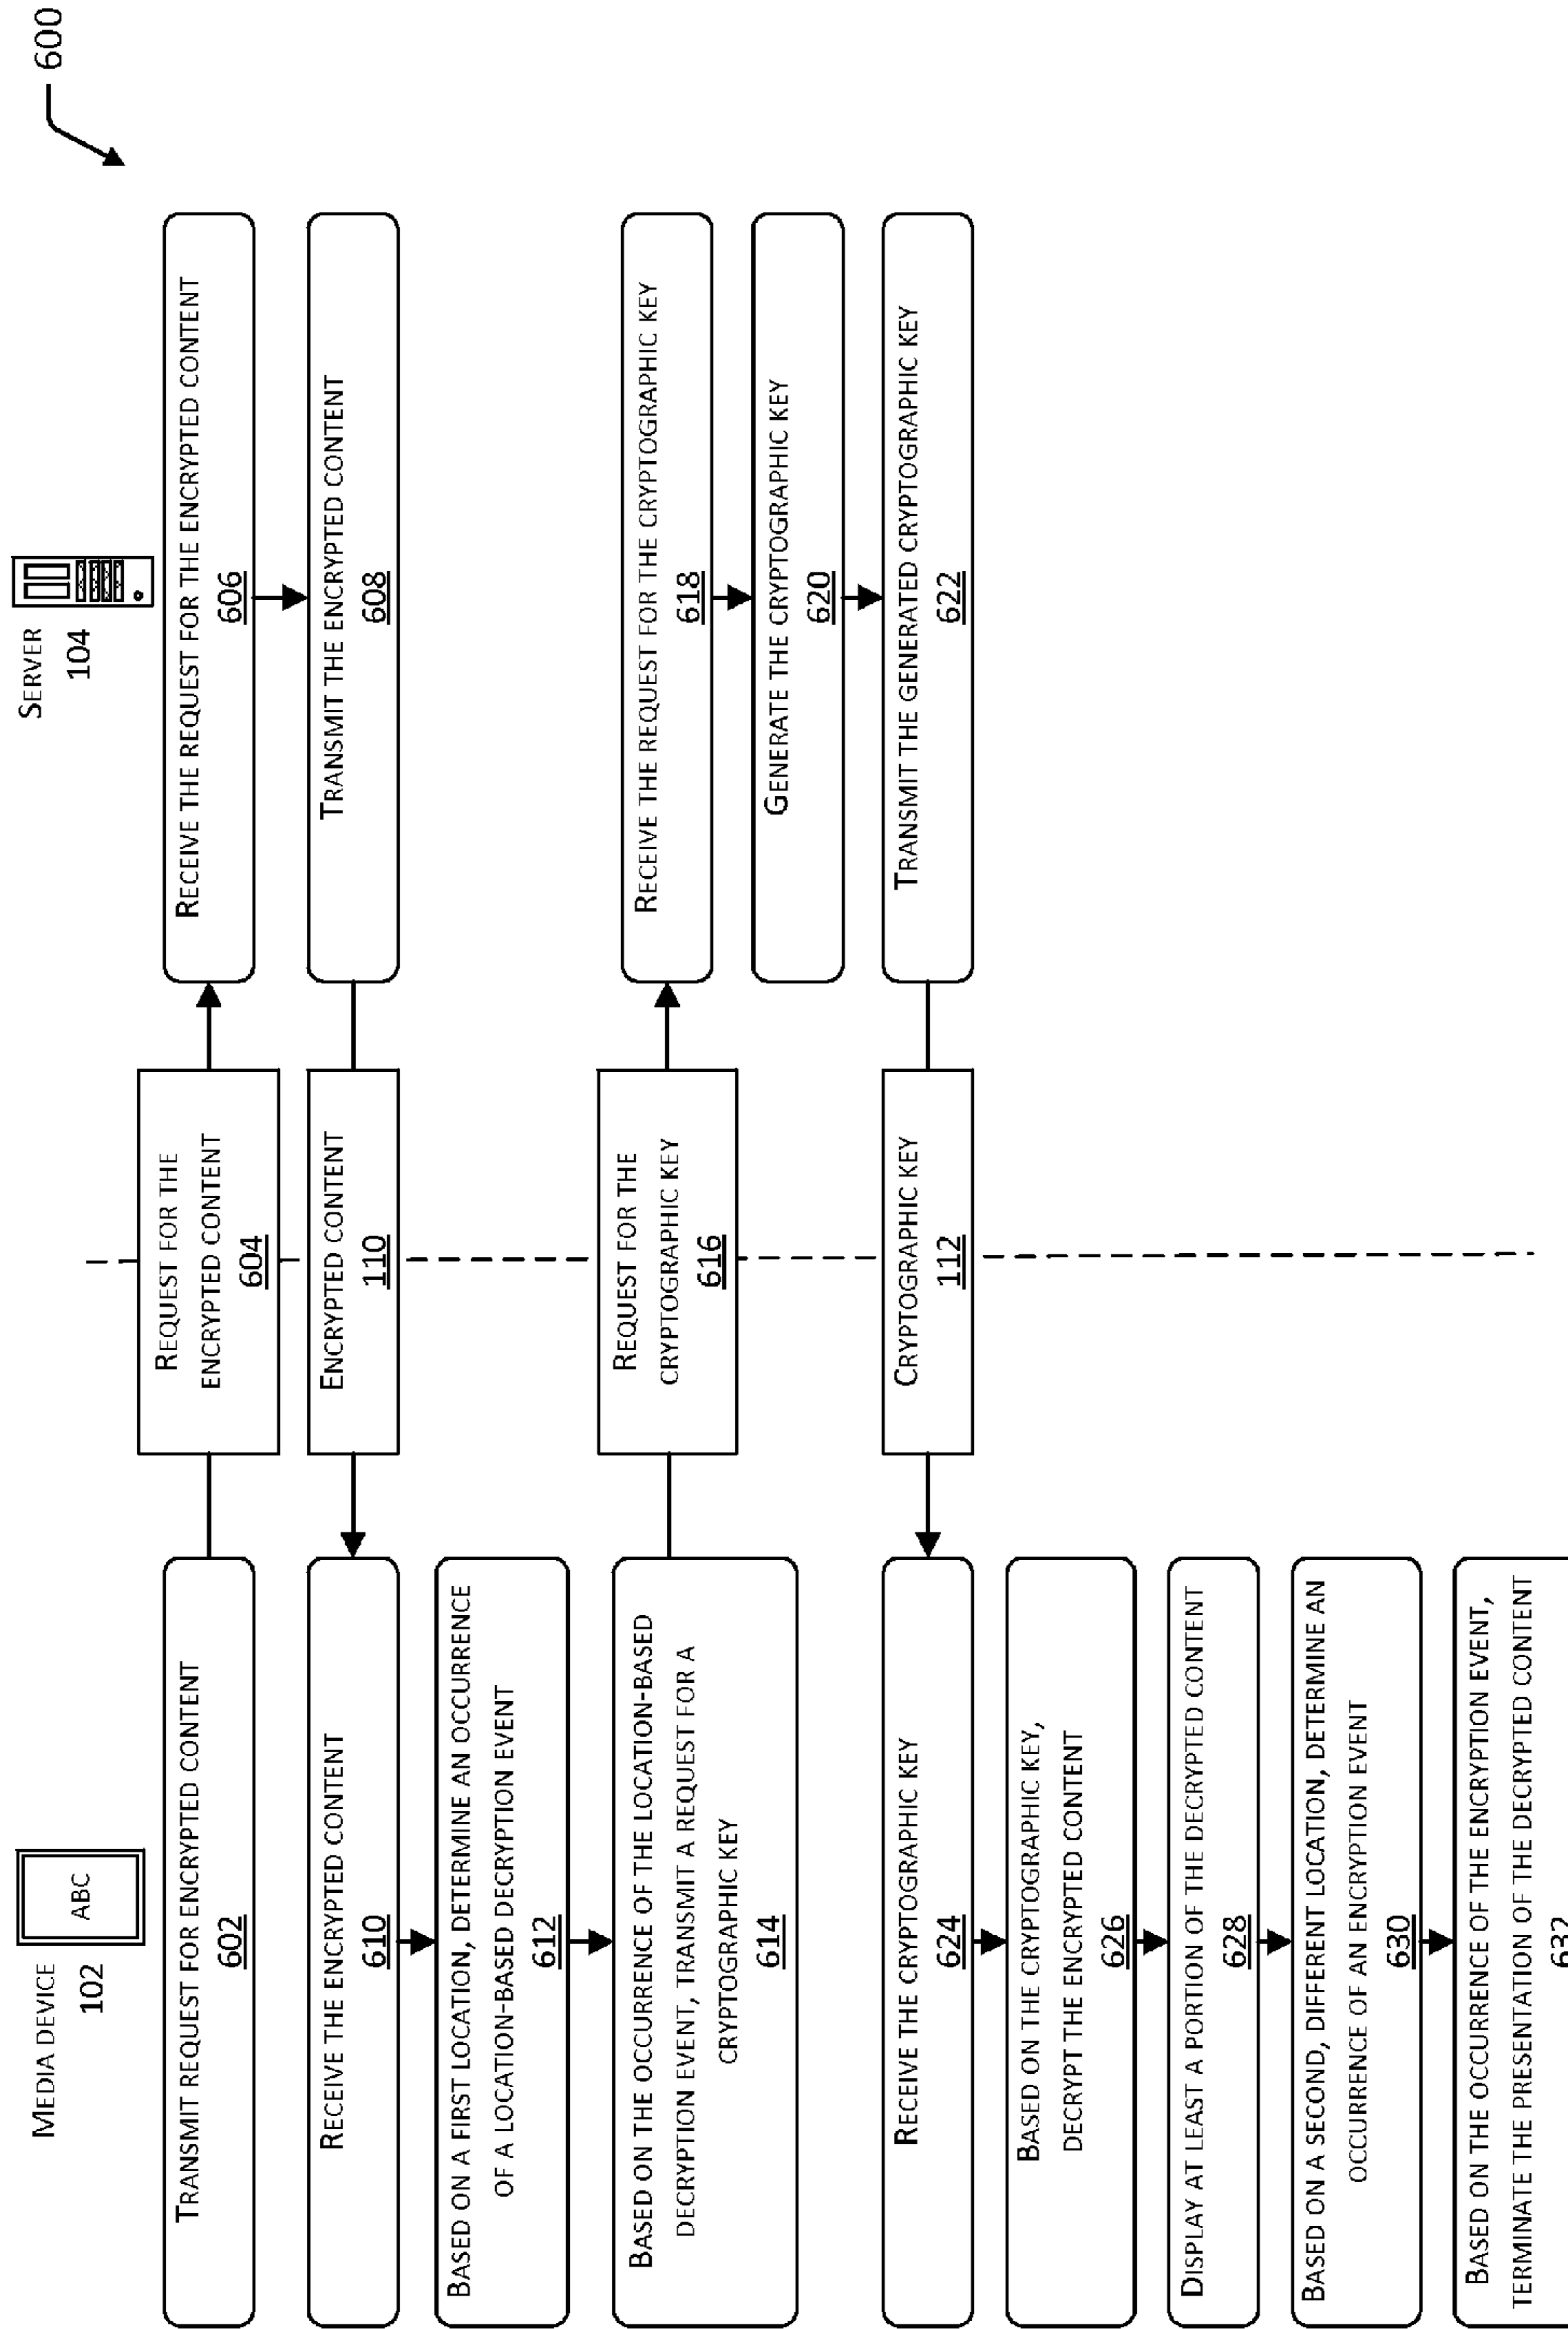 600
MEDIA DEVICE
102
ABC
SERVER
104
TRANSMIT REQUEST FOR ENCRYPTED CONTENT
602
REQUEST FOR THE
ENCRYPTED CONTENT
604
RECEIVE THE REQUEST FOR THE ENCRYPTED CONTENT
606
TRANSMIT THE ENCRYPTED CONTENT
608
ENCRYPTED CONTENT
110
RECEIVE THE ENCRYPTED CONTENT
610
BASED ON A FIRST LOCATION, DETERMINE AN OCCURRENCE
OF A LOCATION-BASED DECRYPTION EVENT
612
BASED ON THE OCCURRENCE OF THE LOCATION-BASED
DECRYPTION EVENT, TRANSMIT A REQUEST FOR A
CRYPTOGRAPHIC KEY
614
REQUEST FOR THE
CRYPTOGRAPHIC KEY
616
RECEIVE THE REQUEST FOR THE CRYPTOGRAPHIC KEY
618
GENERATE THE CRYPTOGRAPHIC KEY
620
TRANSMIT THE GENERATED CRYPTOGRAPHIC KEY
622
CRYPTOGRAPHIC KEY
112
RECEIVE THE CRYPTOGRAPHIC KEY
624
BASED ON THE CRYPTOGRAPHIC KEY,
DECRYPT THE ENCRYPTED CONTENT
626
DISPLAY AT LEAST A PORTION OF THE DECRYPTED CONTENT
628
BASED ON A SECOND, DIFFERENT LOCATION, DETERMINE AN
OCCURRENCE OF AN ENCRYPTION EVENT
630
BASED ON THE OCCURRENCE OF THE ENCRYPTION EVENT,
TERMINATE THE PRESENTATION OF THE DECRYPTED CONTENT
632